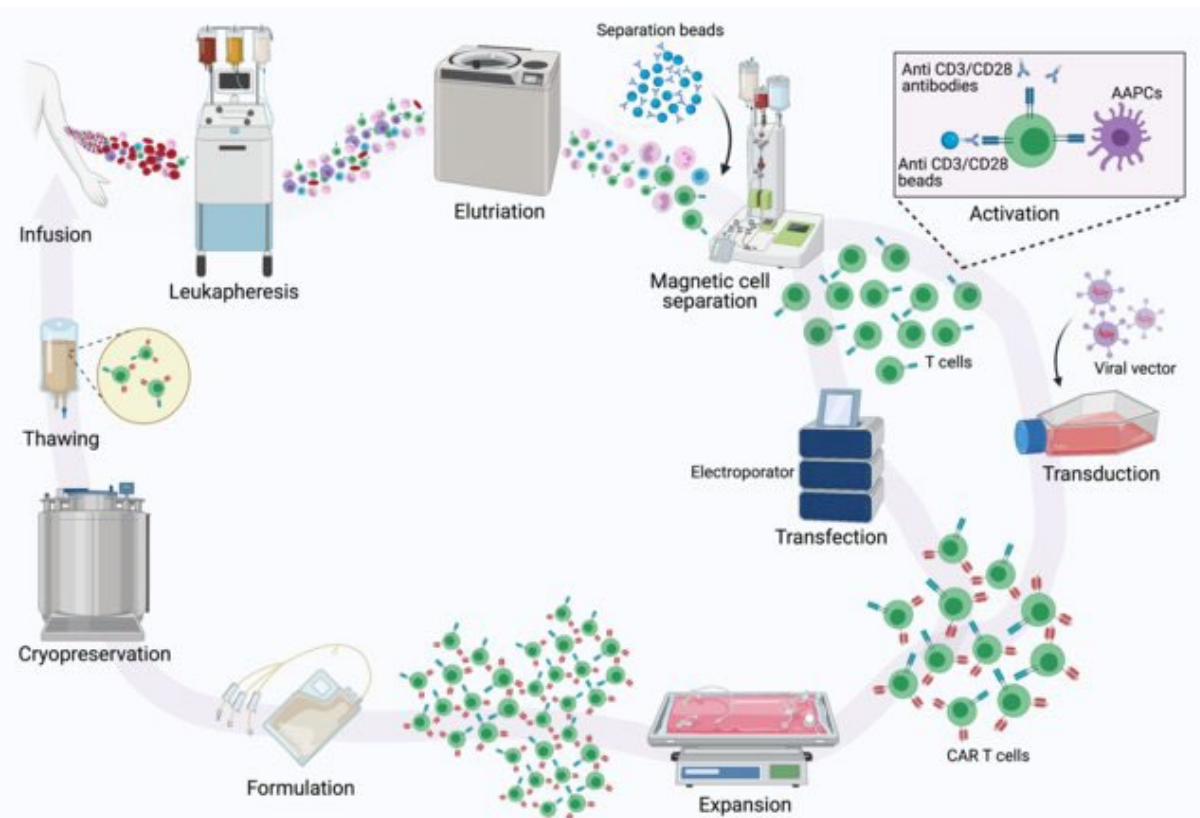 Separation beads
Anti CD3/CD28
antibodies
AAPCs
Anti CD3/CD28
beads
Activation
Infusion
Leukapheresis
Elutriation
Magnetic cell
separation
T cells
Viral vector
Thawing
Electroporator
Transfection
Transduction
Cryopreservation
Formulation
Expansion
CAR T cells